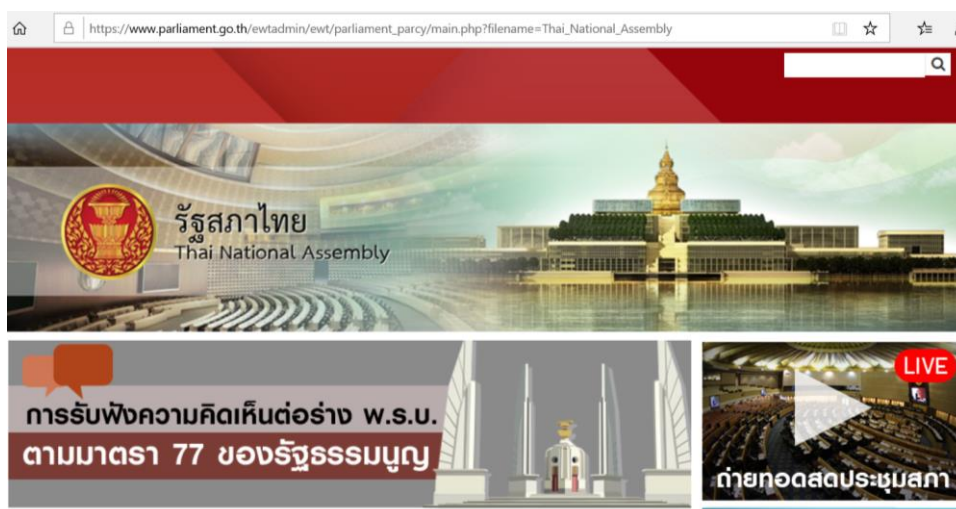 https://www.parliament.go.th/ewtadmin/ewt/parliament_parcy/main.php?filename=Thai_National_Assembly
รัฐสภาไทย
Thai National Assembly
การรับฟังความคิดเห็นต่อร่าง พ.ร.บ.
ตามมาตรา 77 ของรัฐธรรมนูญ
LIVE
ถ่ายทอดสดประชุมสภา